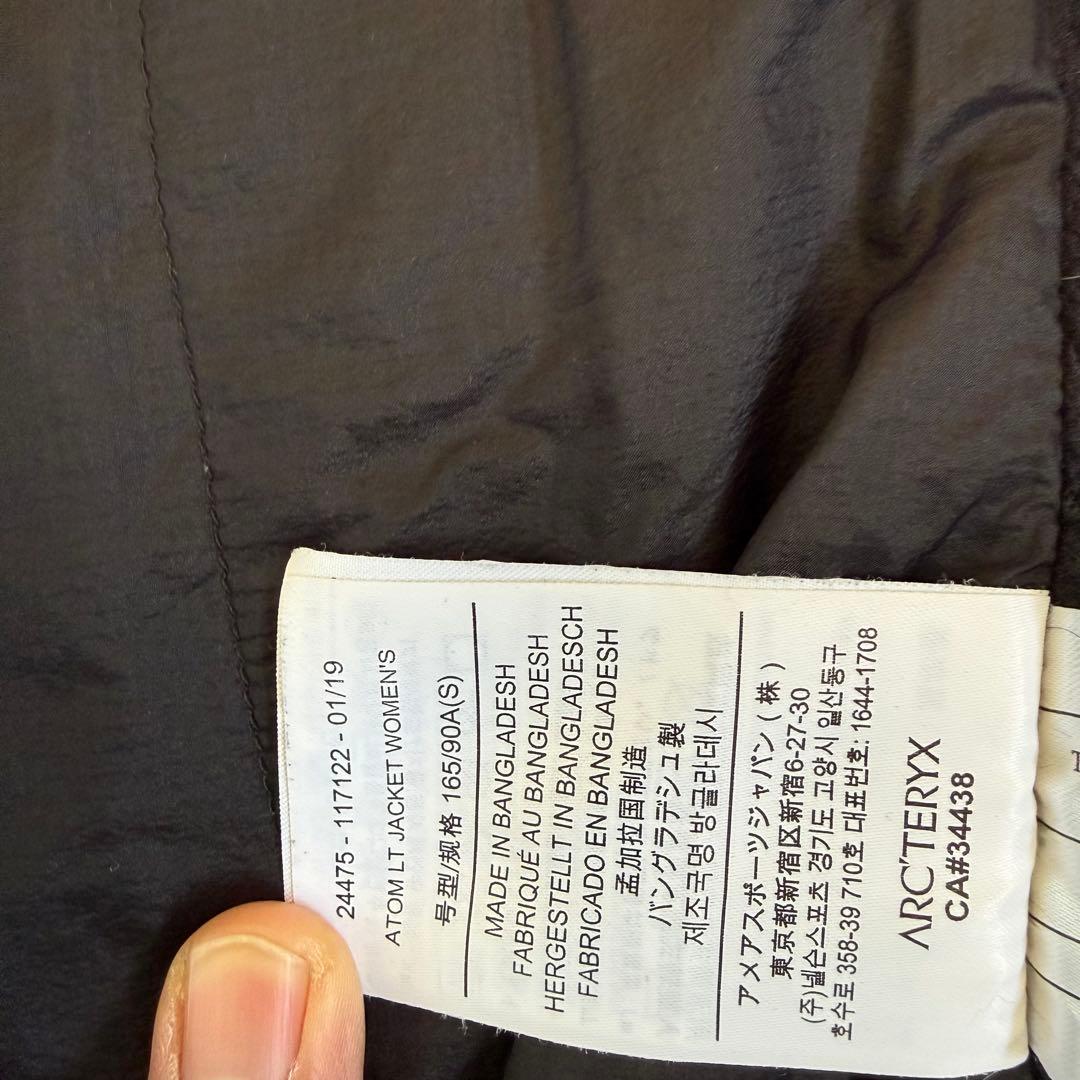 24475 - 117122 - 01/19
ATOM LT JACKET WOMEN'S
号型/规格 165/90A(S)
MADE IN BANGLADESH
FABRIQUÉ AU BANGLADESH
HERGESTELLT IN BANGLADESCH
FABRICADO EN BANGLADESH
孟加拉国制造
バングラデシュ製
제조국명 방글라데시
アメアスポーツジャパン（株）
東京都新宿区新宿6-27-30
(주)넬슨스포츠 경기도 고양시 일산동구
호수로 358-39 710호 대표번호: 1644-1708
ARC'TERYX
CA#34438